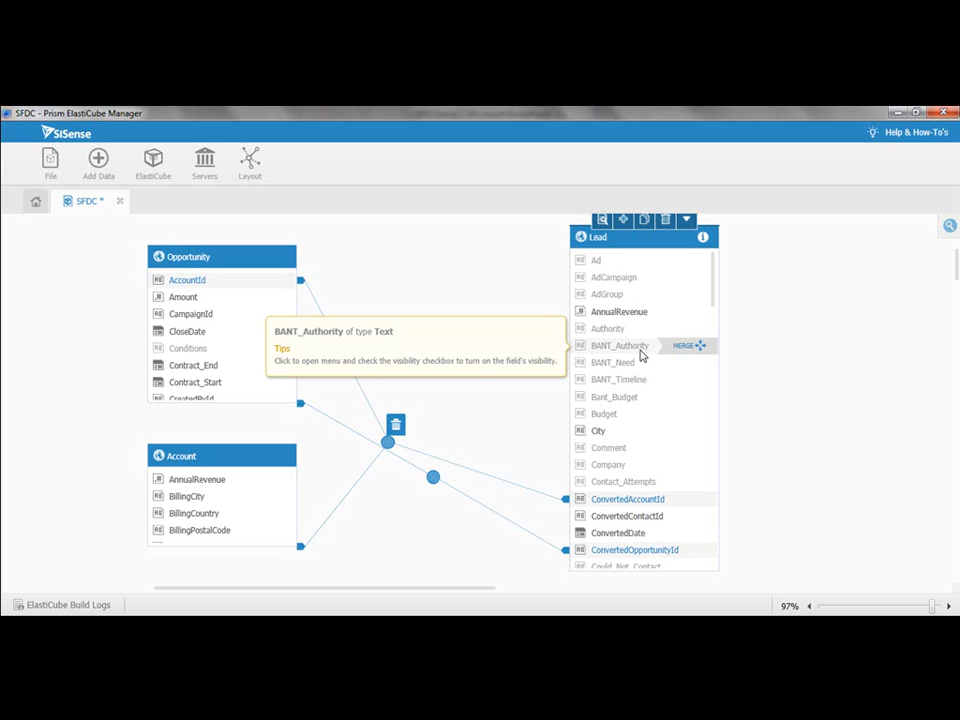 SFDC - Prism ElastiCube Manager
SiSense
Help & How-To's
File
Add Data
ElastiCube
Servers
Layout
SFDC *
Opportunity
AccountId
Amount
CampaignId
CloseDate
Conditions
Contract_End
Contract_Start
CreatedById
Account
AnnualRevenue
BillingCity
BillingCountry
BillingPostalCode
BANT_Authority of type Text
Tips
Click to open menu and check the visibility checkbox to turn on the field's visibility.
Lead
Ad
AdCampaign
AdGroup
AnnualRevenue
Authority
BANT_Authority
MERGE
BANT_Need
BANT_Timeline
Bant_Budget
Budget
City
Comment
Company
Contact_Attempts
ConvertedAccountId
ConvertedContactId
ConvertedDate
ConvertedOpportunityId
Could_Not_Contact
ElastiCube Build Logs
97%